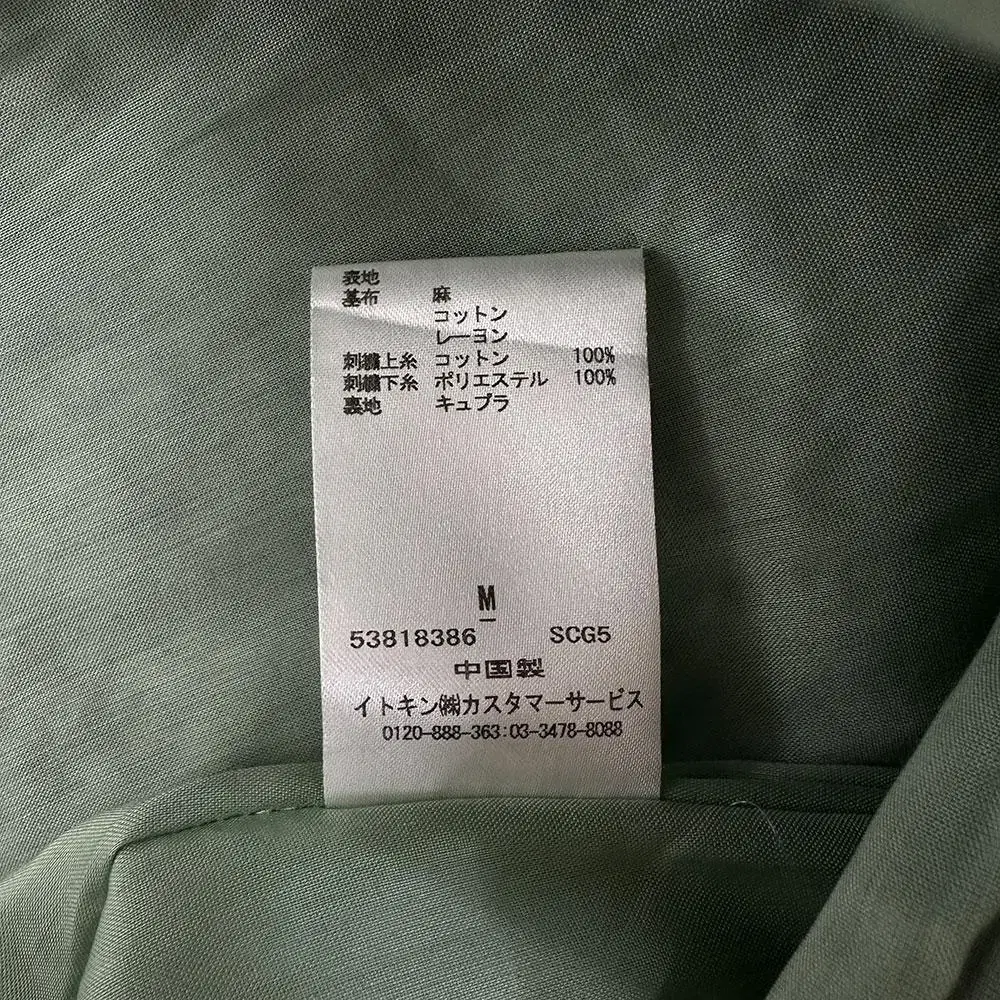 表地
基布 麻
コットン
レーヨン
刺繍上糸 コットン 100%
刺繍下糸 ポリエステル 100%
裏地 キュプラ
M
53818386 SCG5
中国製
イトキン㈱カスタマーサービス
0120-888-363:03-3478-8088